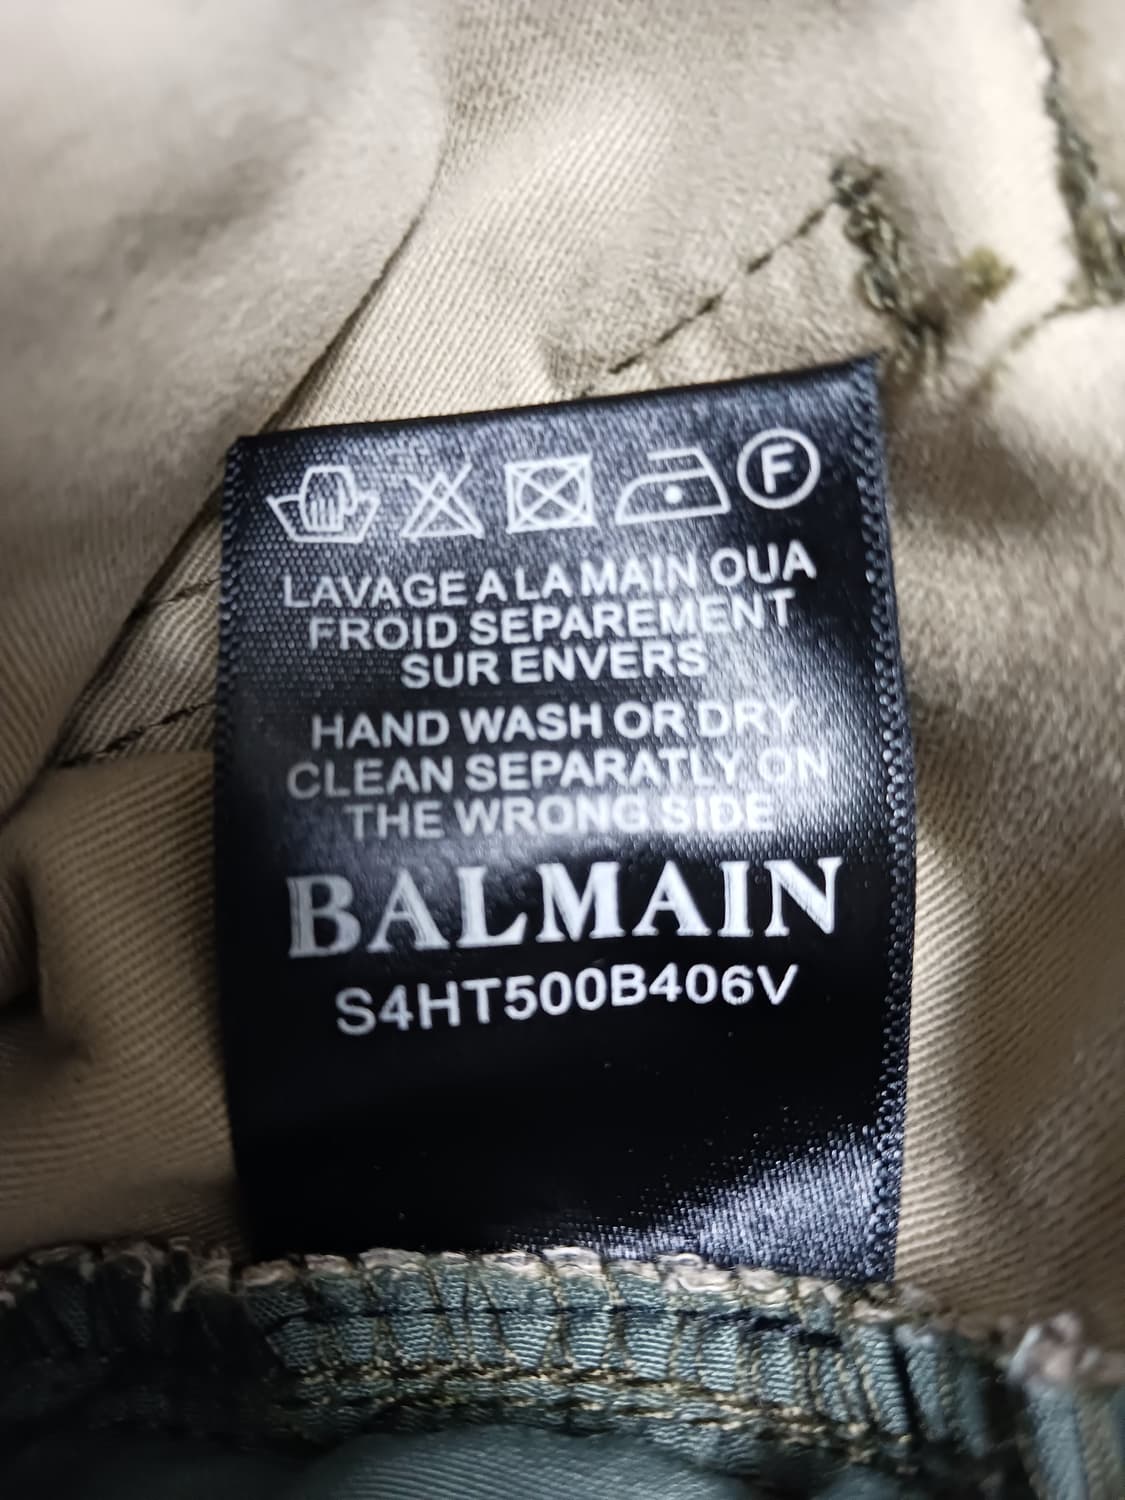 F
LAVAGE A LA MAIN OUA
FROID SEPAREMENT
SUR ENVERS
HAND WASH OR DRY
CLEAN SEPARATLY ON
THE WRONG SIDE
BALMAIN
S4HT500B406V